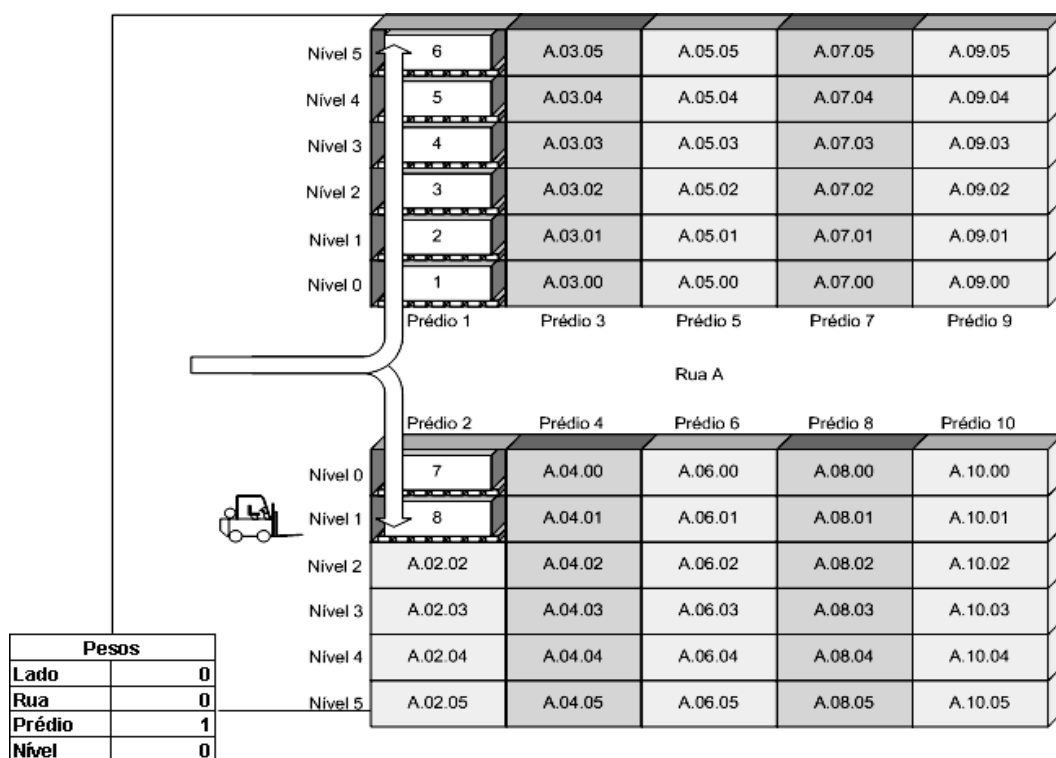 Nível 5 6 A.03.05 A.05.05 A.07.05 A.09.05
Nível 4 5 A.03.04 A.05.04 A.07.04 A.09.04
Nível 3 4 A.03.03 A.05.03 A.07.03 A.09.03
Nível 2 3 A.03.02 A.05.02 A.07.02 A.09.02
Nível 1 2 A.03.01 A.05.01 A.07.01 A.09.01
Nível 0 1 A.03.00 A.05.00 A.07.00 A.09.00
Prédio 1 Prédio 3 Prédio 5 Prédio 7 Prédio 9
Rua A
Prédio 2 Prédio 4 Prédio 6 Prédio 8 Prédio 10
Nível 0 7 A.04.00 A.06.00 A.08.00 A.10.00
Nível 1 8 A.04.01 A.06.01 A.08.01 A.10.01
Nível 2 A.02.02 A.04.02 A.06.02 A.08.02 A.10.02
Nível 3 A.02.03 A.04.03 A.06.03 A.08.03 A.10.03
Nível 4 A.02.04 A.04.04 A.06.04 A.08.04 A.10.04
Nível 5 A.02.05 A.04.05 A.06.05 A.08.05 A.10.05
Pesos
Lado 0
Rua 0
Prédio 1
Nível 0